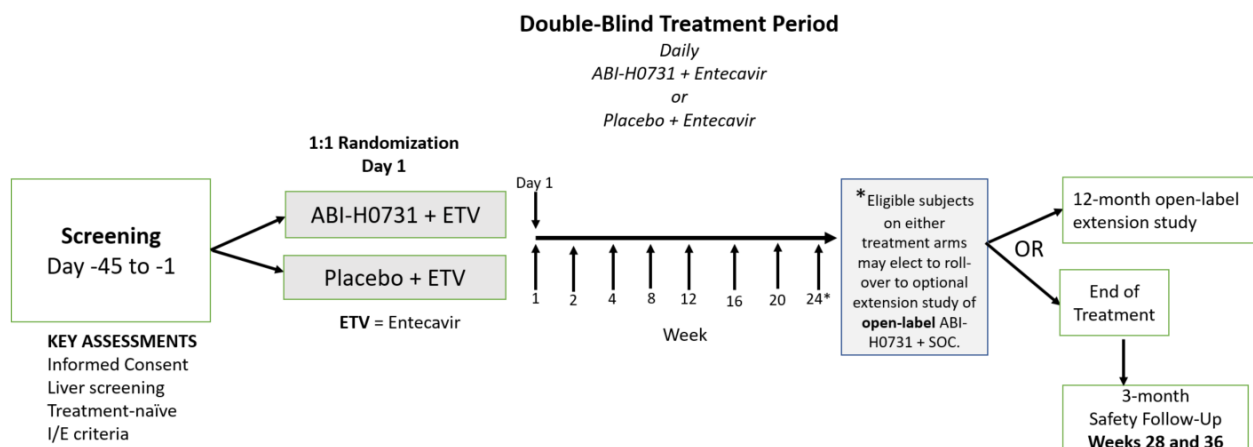 Double-Blind Treatment Period
Daily
ABI-H0731 + Entecavir
or
Placebo + Entecavir
1:1 Randomization
Day 1
Screening
Day -45 to -1
KEY ASSESSMENTS
Informed Consent
Liver screening
Treatment-naïve
I/E criteria
ABI-H0731 + ETV
Placebo + ETV
ETV = Entecavir
Day 1
1 2 4 8 12 16 20 24*
Week
*Eligible subjects
on either
treatment arms
may elect to roll-
over to optional
extension study of
open-label ABI-
H0731 + SOC.
OR
12-month open-label
extension study
End of
Treatment
3-month
Safety Follow-Up
Weeks 28 and 36